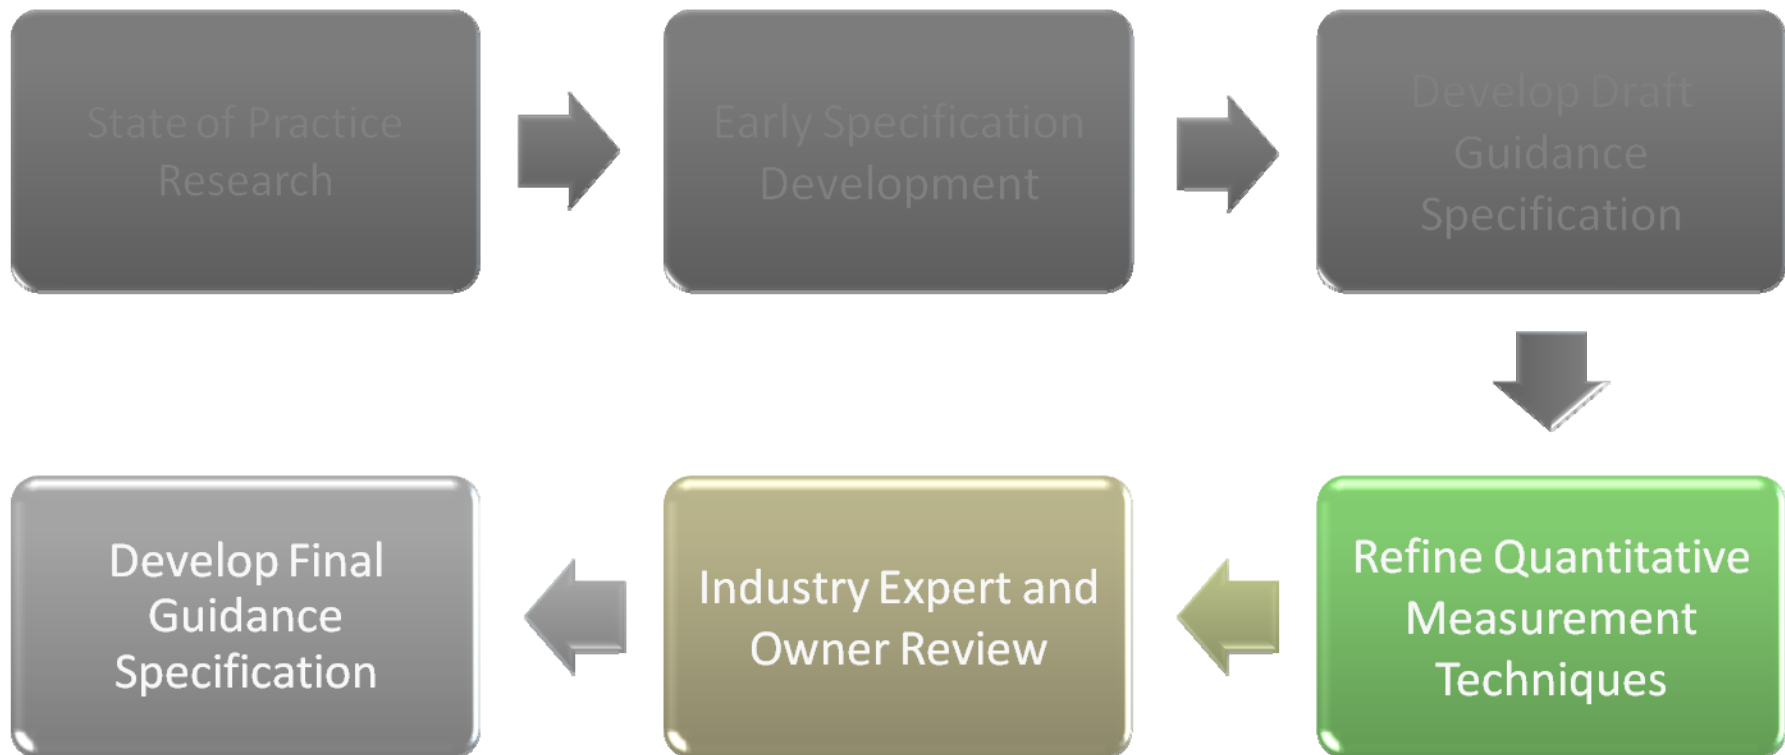 State of Practice
Research
Early Specification
Development
Develop Draft
Guidance
Specification
Refine Quantitative
Measurement
Techniques
Industry Expert and
Owner Review
Develop Final
Guidance
Specification